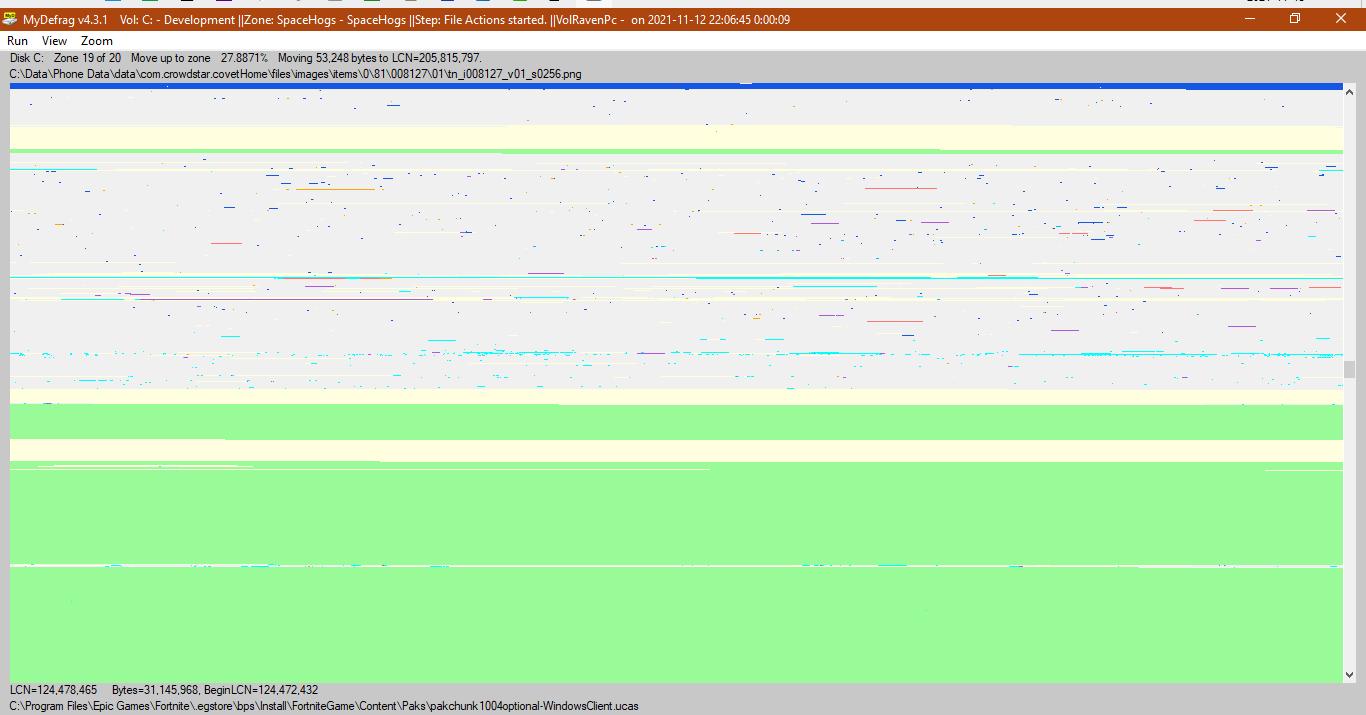 MyDefrag v4.3.1 Vol: C: - Development ||Zone: SpaceHogs - SpaceHogs ||Step: File Actions started. ||VolRavenPc - on 2021-11-12 22:06:45 0:00:09
Run View Zoom
Disk C: Zone 19 of 20 Move up to zone 27.8871% Moving 53,248 bytes to LCN=205,815,797.
C:\Data\Phone Data\data\com.crowdstar.covetHome\files\images\items\0\81\008127\01\tn_i008127_v01_s0256.png
LCN=124,478,465 Bytes=31,145,968, BeginLCN=124,472,432
C:\Program Files\Epic Games\Fortnite\.egstore\bps\Install\FortniteGame\Content\Paks\pakchunk1004optional-WindowsClient.ucas